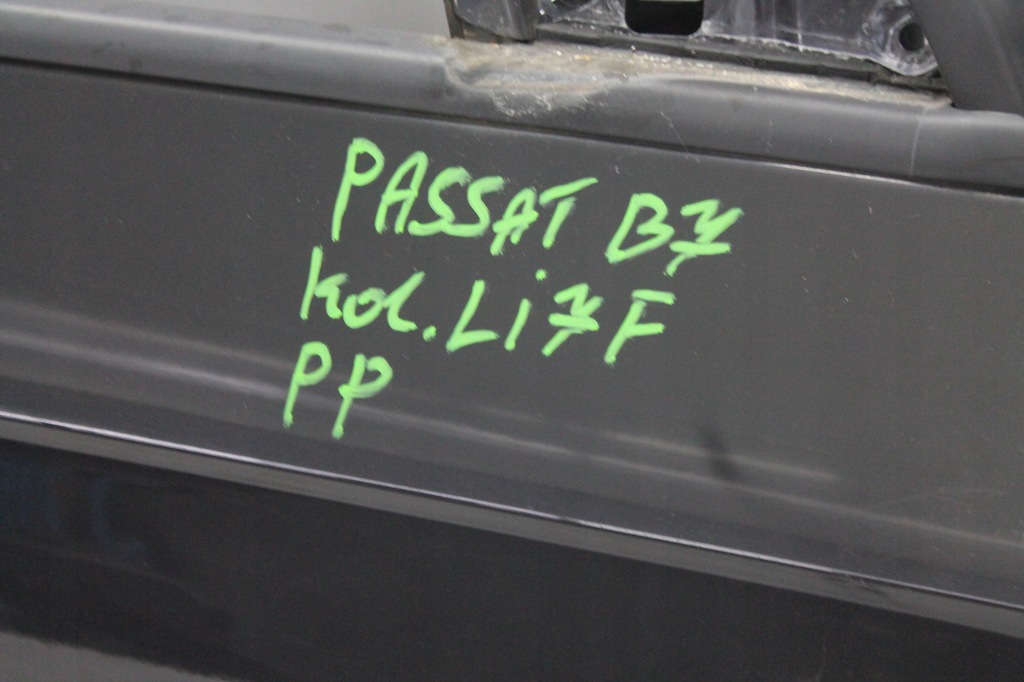 PASSAT B7
kol. Li7F
PP